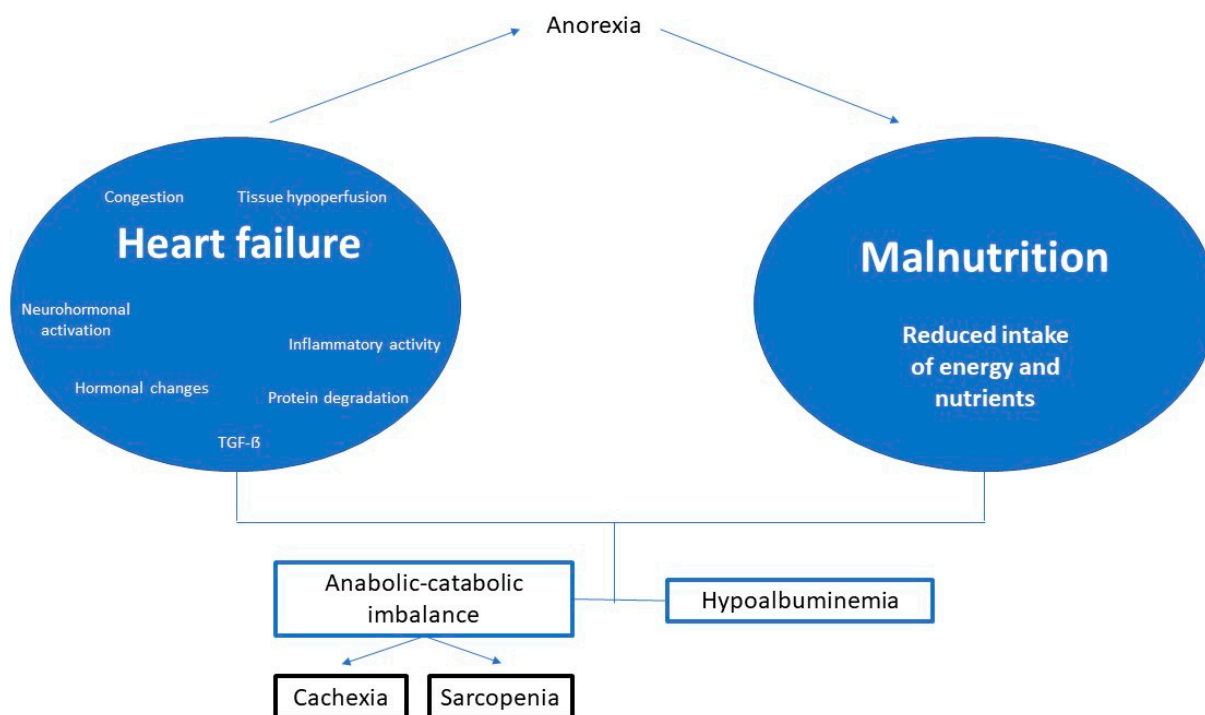 Anorexia
Congestion
Tissue hypoperfusion
Heart failure
Neurohormonal
activation
Inflammatory activity
Hormonal changes
Protein degradation
TGF-ß
Malnutrition
Reduced intake
of energy and
nutrients
Anabolic-catabolic
imbalance
Hypoalbuminemia
Cachexia
Sarcopenia